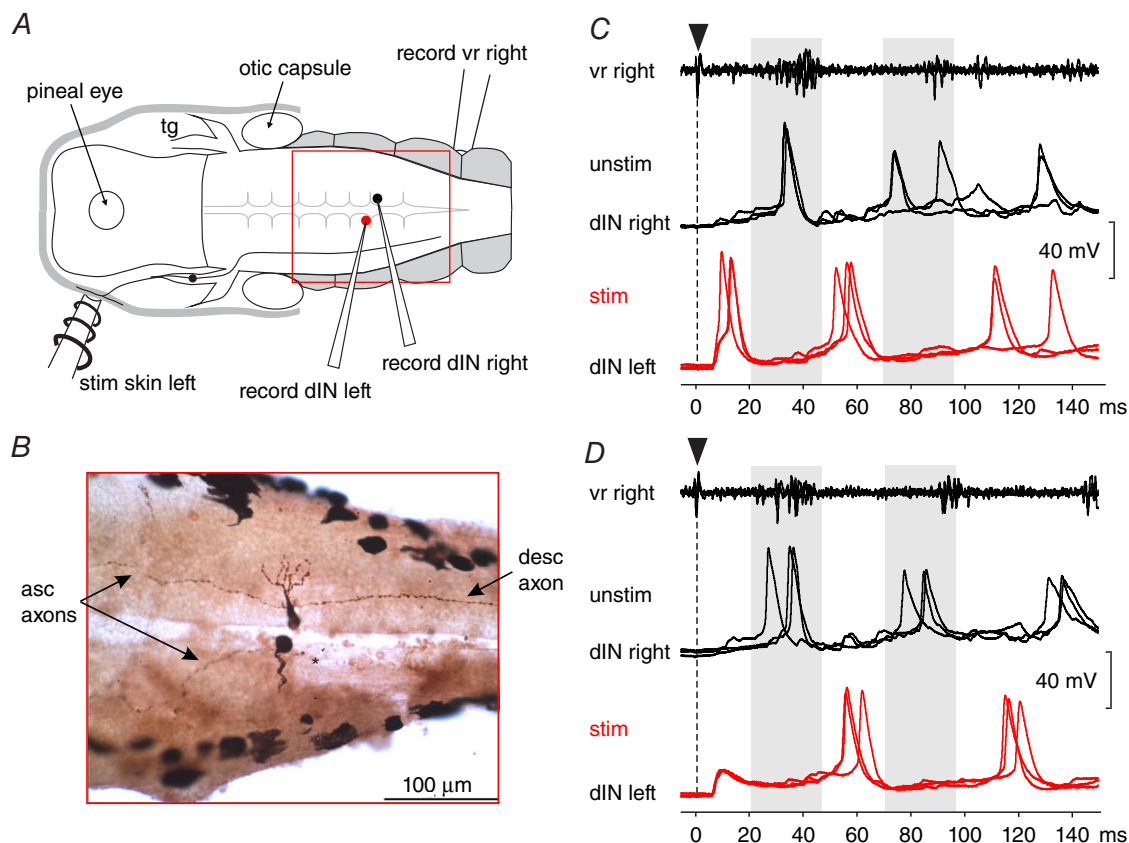 A
pineal eye
otic capsule
tg
record vr right
record dIN right
record dIN left
stim skin left
B
asc
axons
desc
axon
*
100 μm
C
vr right
unstim
dIN right
40 mV
stim
dIN left
0 20 40 60 80 100 120 140 ms
D
vr right
unstim
dIN right
40 mV
stim
dIN left
0 20 40 60 80 100 120 140 ms